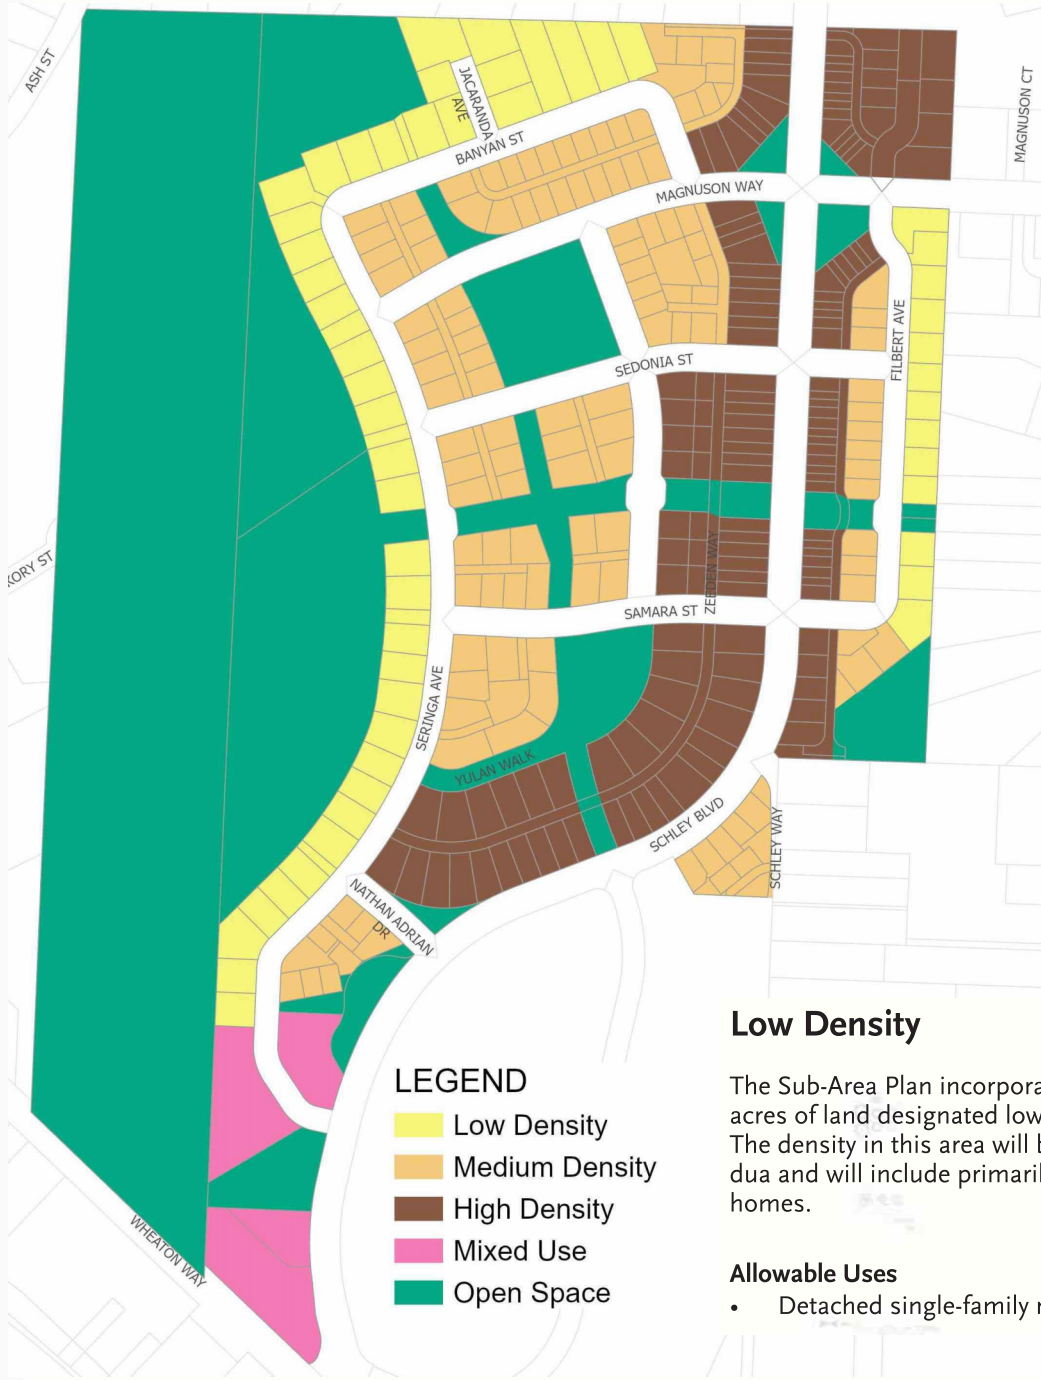 ASH ST
MAGNUSON CT
JACARANDA
AVE
BANYAN ST
MAGNUSON WAY
FILBERT AVE
SEDONIA ST
KORY ST
ZEEDEN WAY
SAMARA ST
SERINGA AVE
YULAN WALK
SCHLEY BLVD
SCHLEY WAY
NATHAN ADRIAN
DR
WHEATON WAY
LEGEND
Low Density
Medium Density
High Density
Mixed Use
Open Space
Low Density
The Sub-Area Plan incorpora
acres of land designated low
The density in this area will b
dua and will include primaril
homes.
Allowable Uses
• Detached single-family r